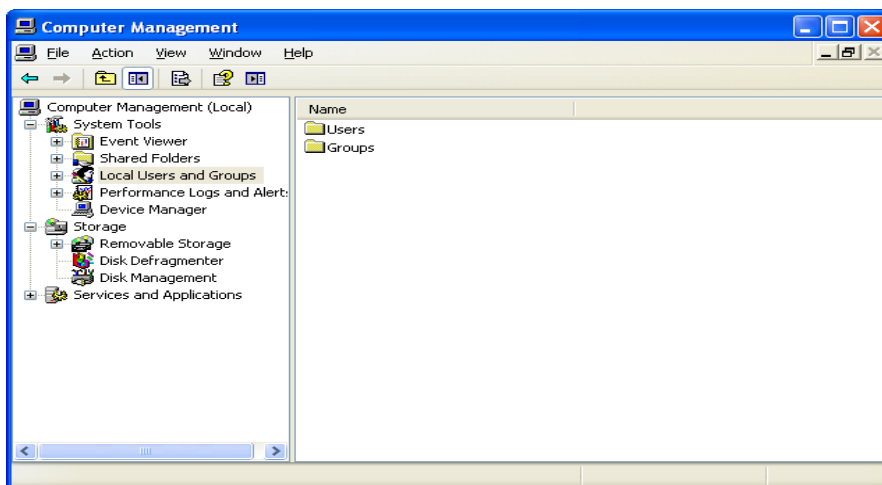 Computer Management
File Action View Window Help
Computer Management (Local)
System Tools
Event Viewer
Shared Folders
Local Users and Groups
Performance Logs and Alert:
Device Manager
Storage
Removable Storage
Disk Defragmenter
Disk Management
Services and Applications
Name
Users
Groups